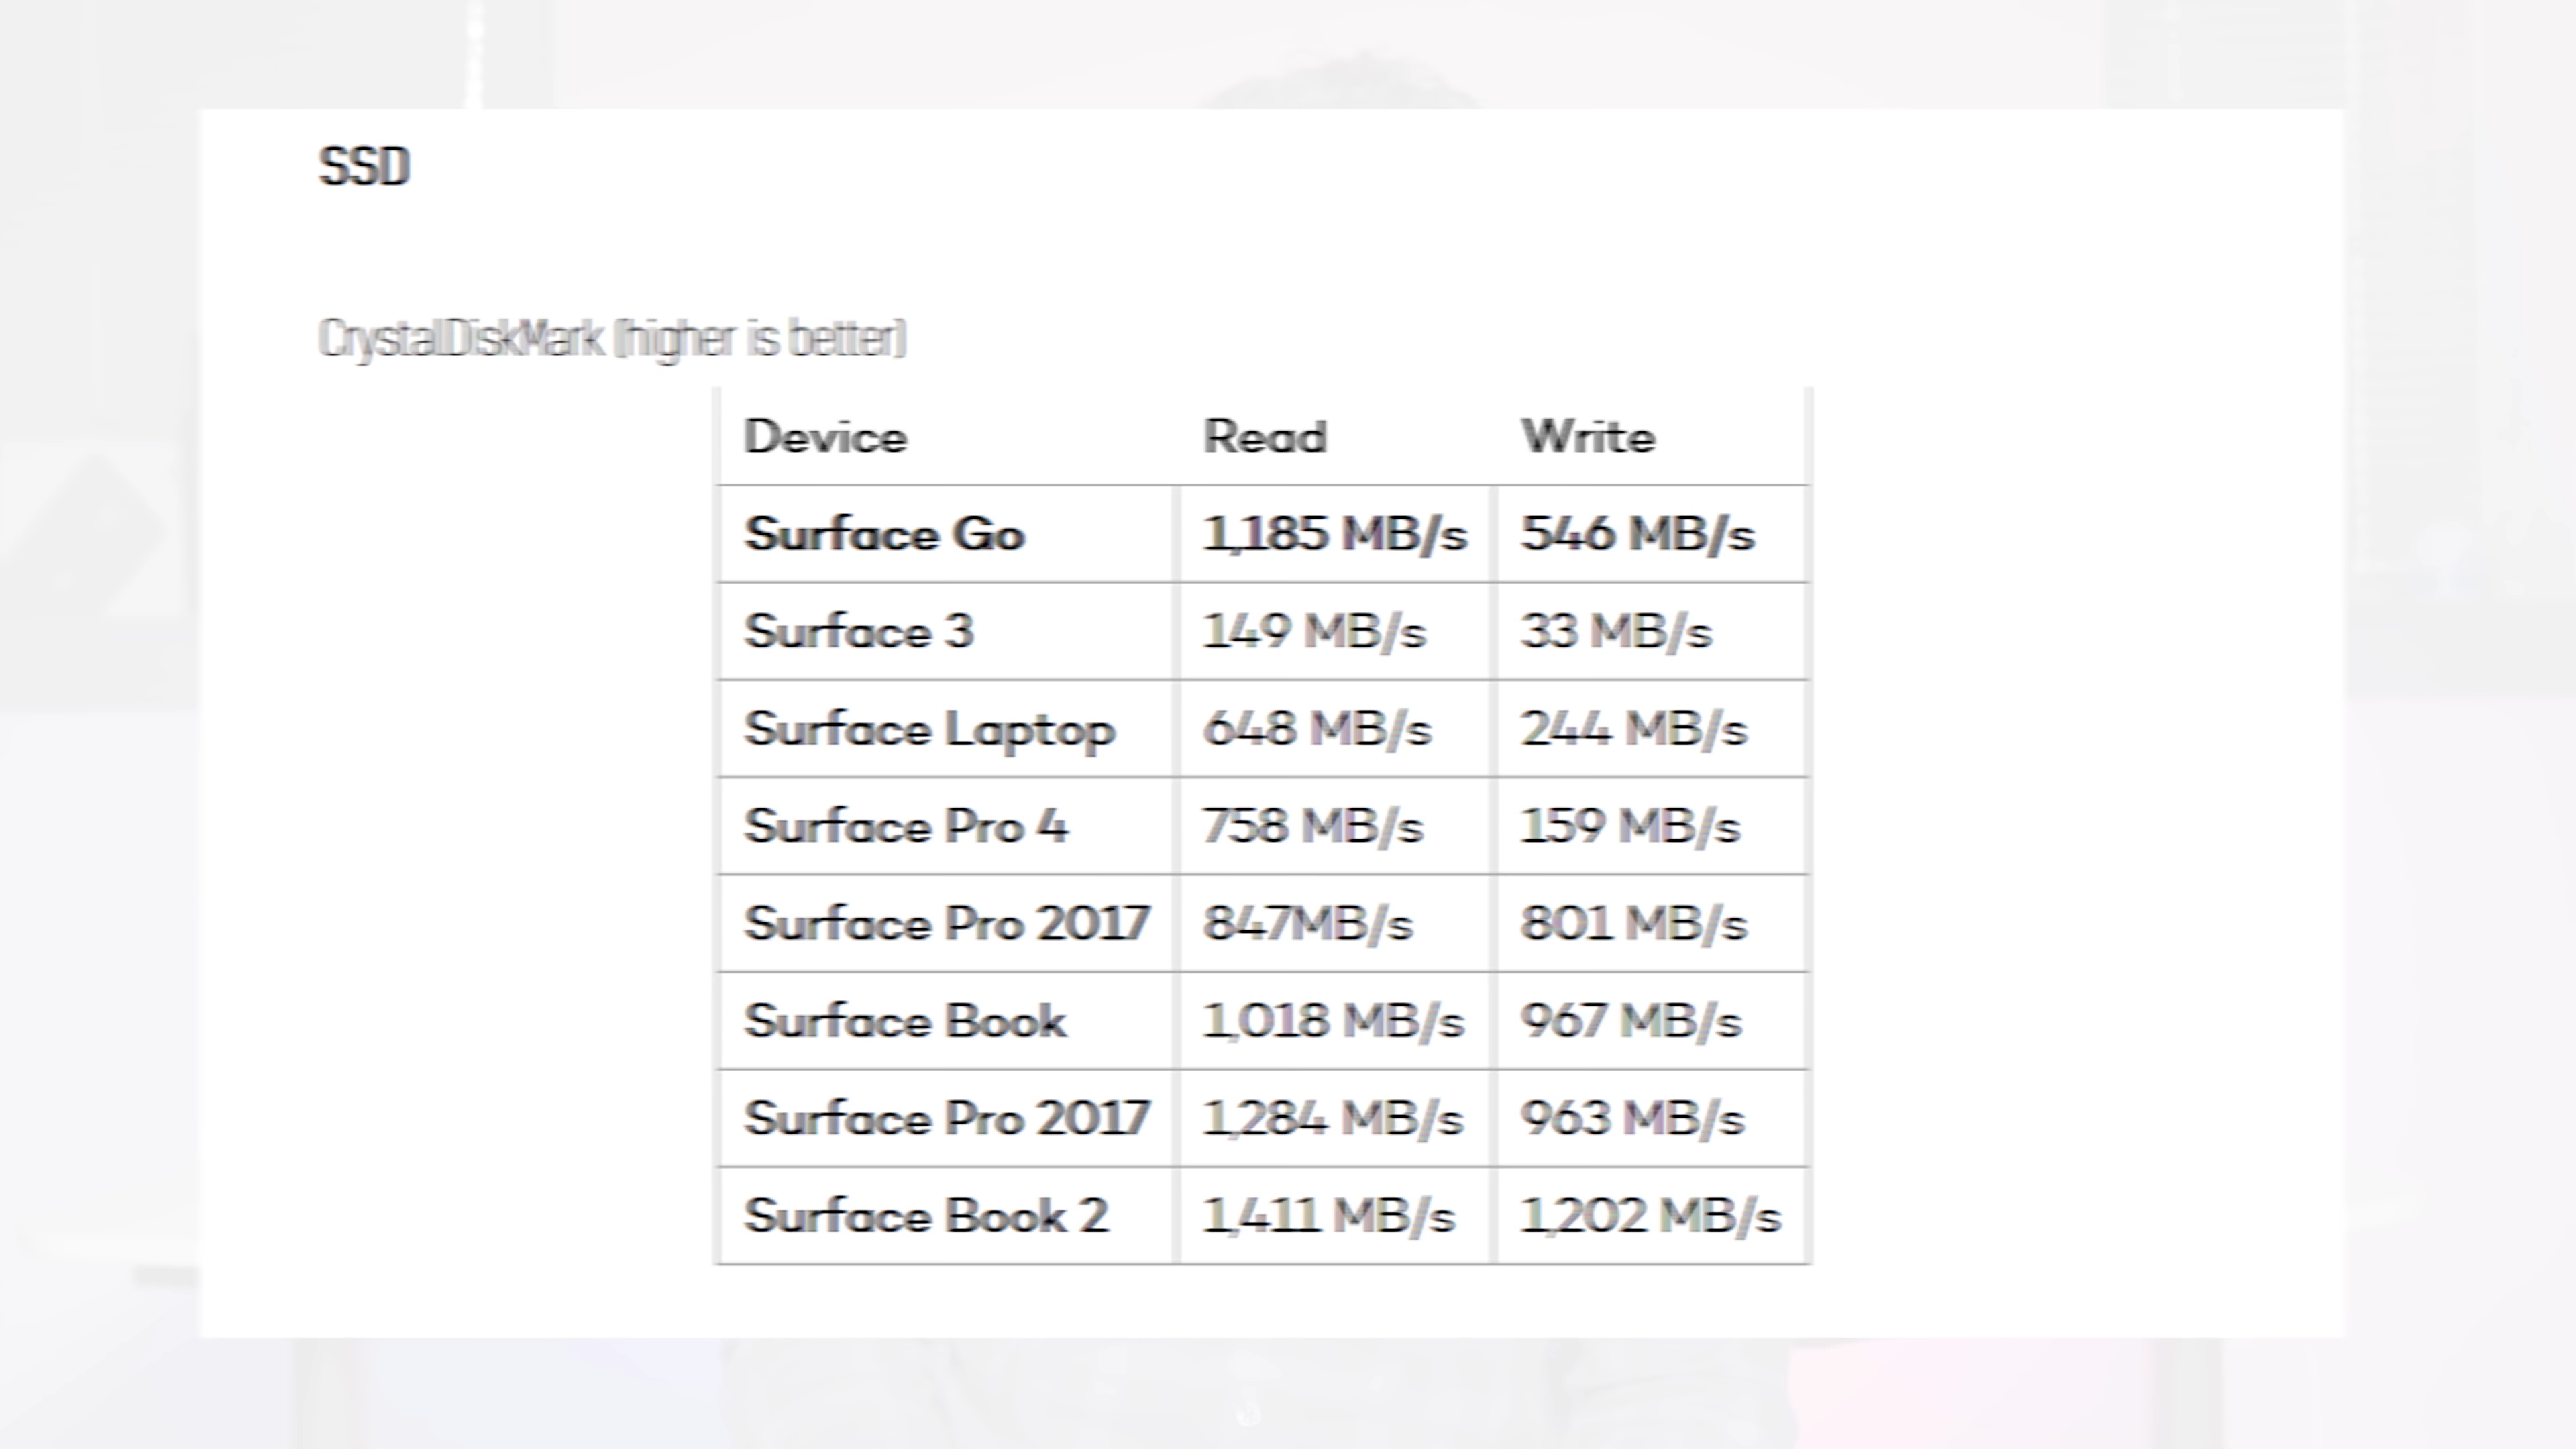 SSD
CrystalDiskMark (higher is better)
Device Read Write
Surface Go 1,185 MB/s 546 MB/s
Surface 3 149 MB/s 33 MB/s
Surface Laptop 648 MB/s 244 MB/s
Surface Pro 4 758 MB/s 159 MB/s
Surface Pro 2017 847MB/s 801 MB/s
Surface Book 1,018 MB/s 967 MB/s
Surface Pro 2017 1,284 MB/s 963 MB/s
Surface Book 2 1,411 MB/s 1,202 MB/s